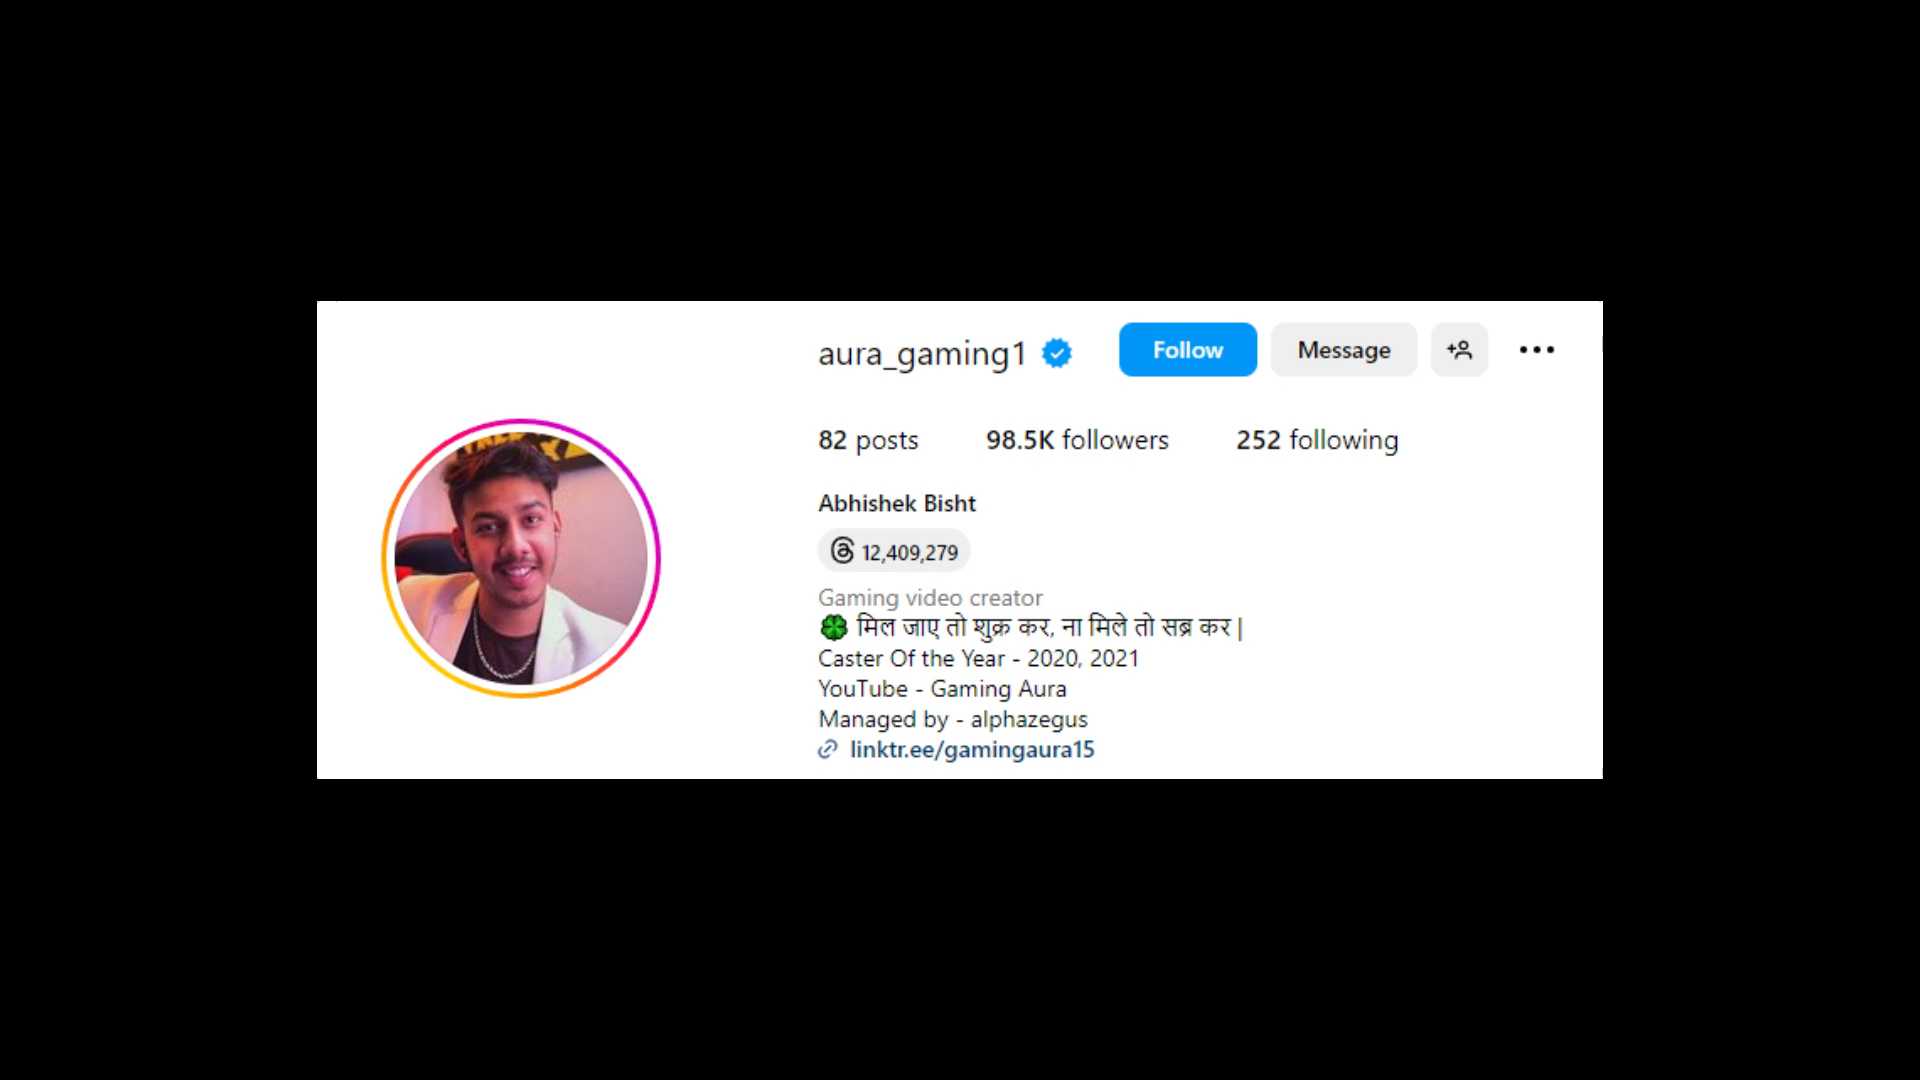 aura_gaming1
Follow
Message
82 posts
98.5K followers
252 following
Abhishek Bisht
12,409,279
Gaming video creator
🍀 मिल जाए तो शुक्र कर, ना मिले तो सब्र कर |
Caster Of the Year - 2020, 2021
YouTube - Gaming Aura
Managed by - alphazegus
linktr.ee/gamingaura15